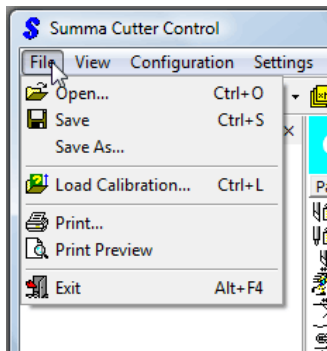 Summa Cutter Control
File View Configuration Settings
Open... Ctrl+O
Save Ctrl+S
Save As...
Load Calibration... Ctrl+L
Print...
Print Preview
Exit Alt+F4